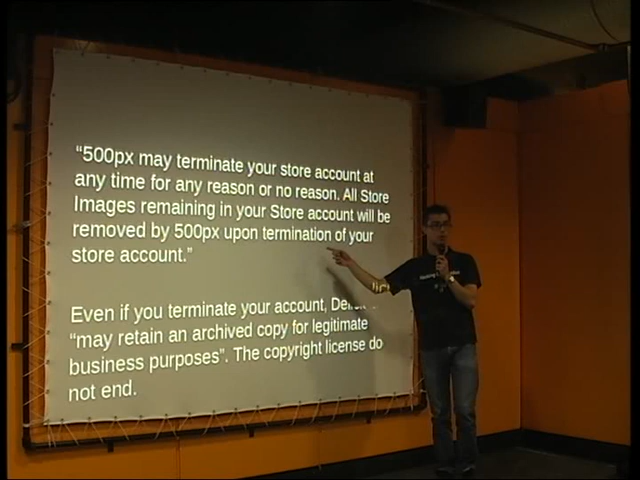 “500px may terminate your store account at
any time for any reason or no reason. All Store
Images remaining in your Store account will be
removed by 500px upon termination of your
store account.”
Even if you terminate your account,
“may retain an archived copy for legitimate
business purposes”. The copyright license do
not end.